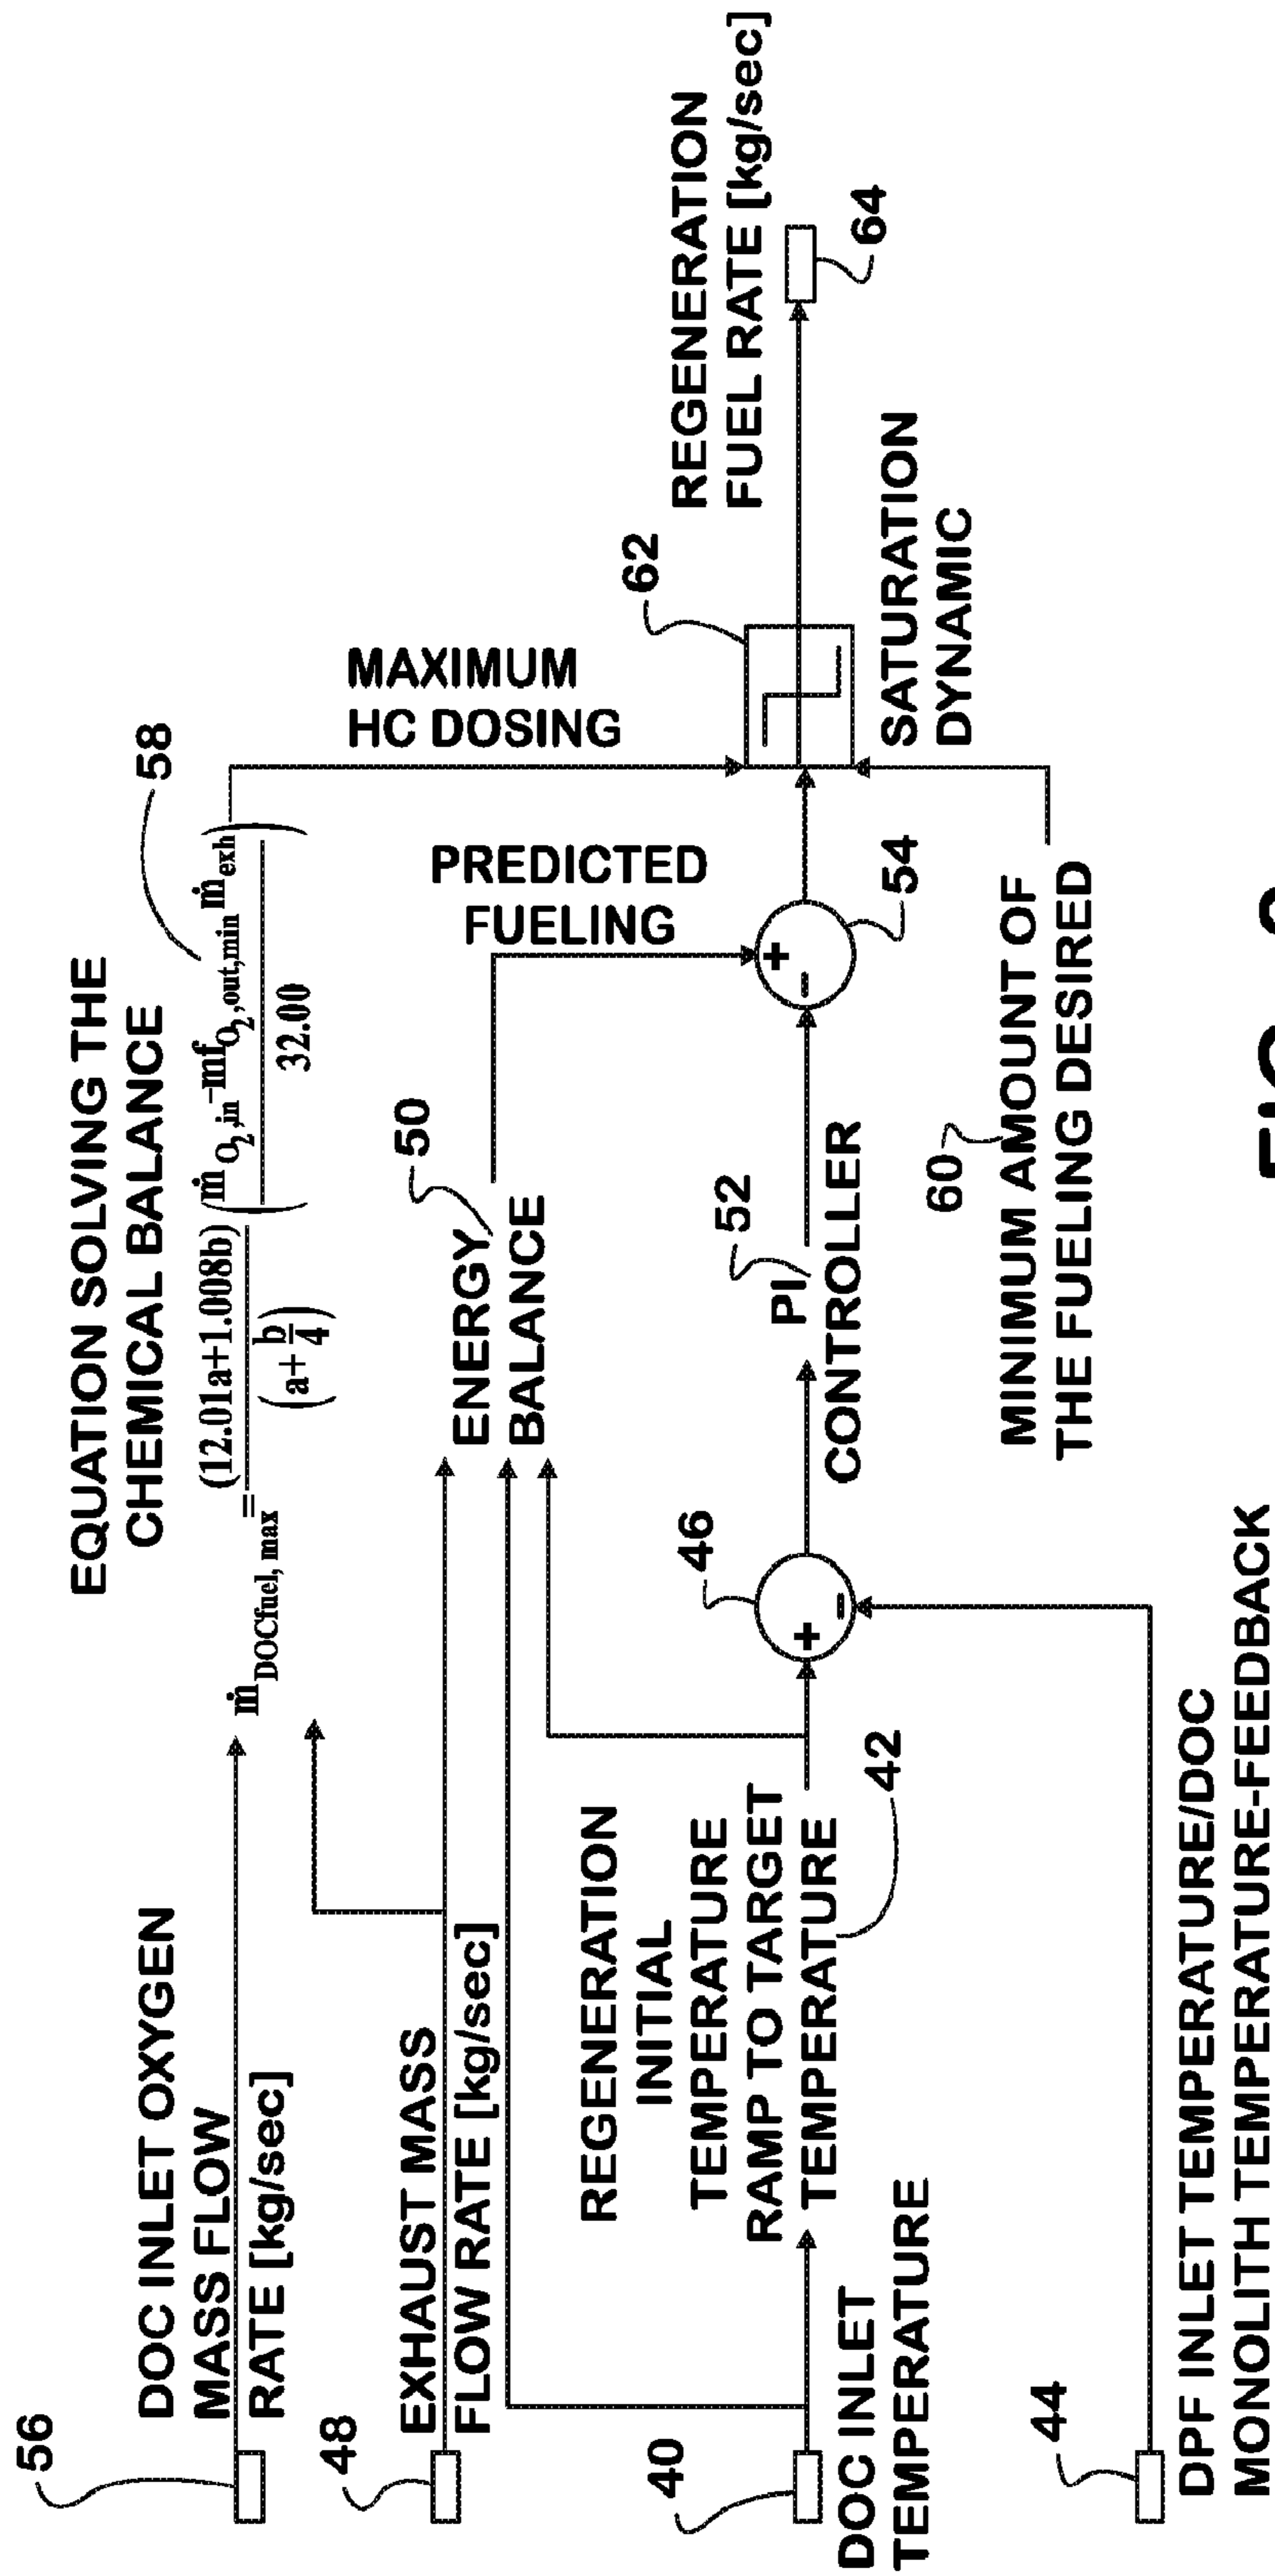 56
DOC INLET OXYGEN
MASS FLOW
RATE [kg/sec]
EQUATION SOLVING THE
CHEMICAL BALANCE
ṁ_DOCfuel, max = (12.01a+1.008b) / (a+ b/4) (ṁ_O2,in -mf_O2,out,min ṁ_exh / 32.00)
58
48
EXHAUST MASS
FLOW RATE [kg/sec]
ENERGY
BALANCE
50
MAXIMUM
HC DOSING
PREDICTED
FUELING
REGENERATION
INITIAL
TEMPERATURE
RAMP TO TARGET
TEMPERATURE
42
40
DOC INLET
TEMPERATURE
46
+
-
PI
CONTROLLER
52
+
-
54
62
SATURATION
DYNAMIC
REGENERATION
FUEL RATE [kg/sec]
64
60
MINIMUM AMOUNT OF
THE FUELING DESIRED
44
DPF INLET TEMPERATURE/DOC
MONOLITH TEMPERATURE-FEEDBACK